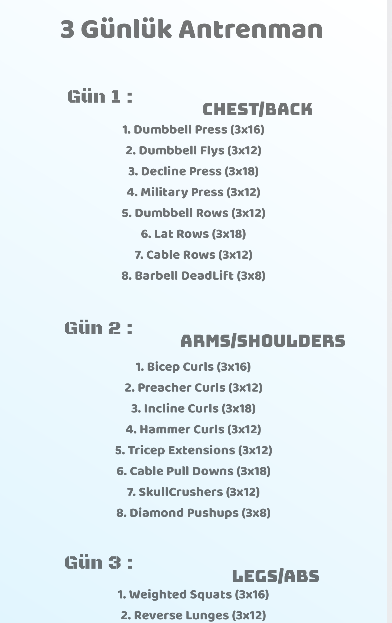 3 Günlük Antrenman
Gün 1 :
CHEST/BACK
1. Dumbbell Press (3x16)
2. Dumbbell Flys (3x12)
3. Decline Press (3x18)
4. Military Press (3x12)
5. Dumbbell Rows (3x12)
6. Lat Rows (3x18)
7. Cable Rows (3x12)
8. Barbell DeadLift (3x8)
Gün 2 :
ARMS/SHOULDERS
1. Bicep Curls (3x16)
2. Preacher Curls (3x12)
3. Incline Curls (3x18)
4. Hammer Curls (3x12)
5. Tricep Extensions (3x12)
6. Cable Pull Downs (3x18)
7. SkullCrushers (3x12)
8. Diamond Pushups (3x8)
Gün 3 :
LEGS/ABS
1. Weighted Squats (3x16)
2. Reverse Lunges (3x12)